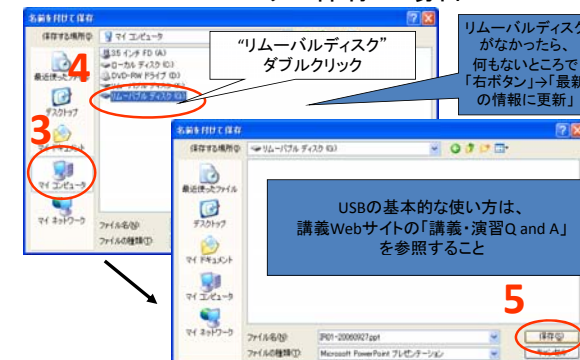 名前を付けて保存
保存する場所(I):
マイ コンピュータ
3.5 インチ FD (A:)
ローカル ディスク (C:)
DVD-RW ドライブ (D:)
リムーバブル ディスク (G:)
最近使ったファイル
デスクトップ
マイ ドキュメント
マイ コンピュータ
マイ ネットワーク
ファイル名(N):
ファイルの種類(T):
4
3
“リムーバルディスク”
ダブルクリック
リムーバルディスク
がなかったら、
何もないところで
「右ボタン」→「最新
の情報に更新」
名前を付けて保存
保存する場所(I):
リムーバブル ディスク (G:)
最近使ったファイル
デスクトップ
マイ ドキュメント
マイ コンピュータ
マイ ネットワーク
USBの基本的な使い方は、
講義Webサイトの「講義・演習Q and A」
を参照すること
5
ファイル名(N):
IR01-20060927.ppt
保存(S)
ファイルの種類(T):
Microsoft PowerPoint プレゼンテーション
キャンセル